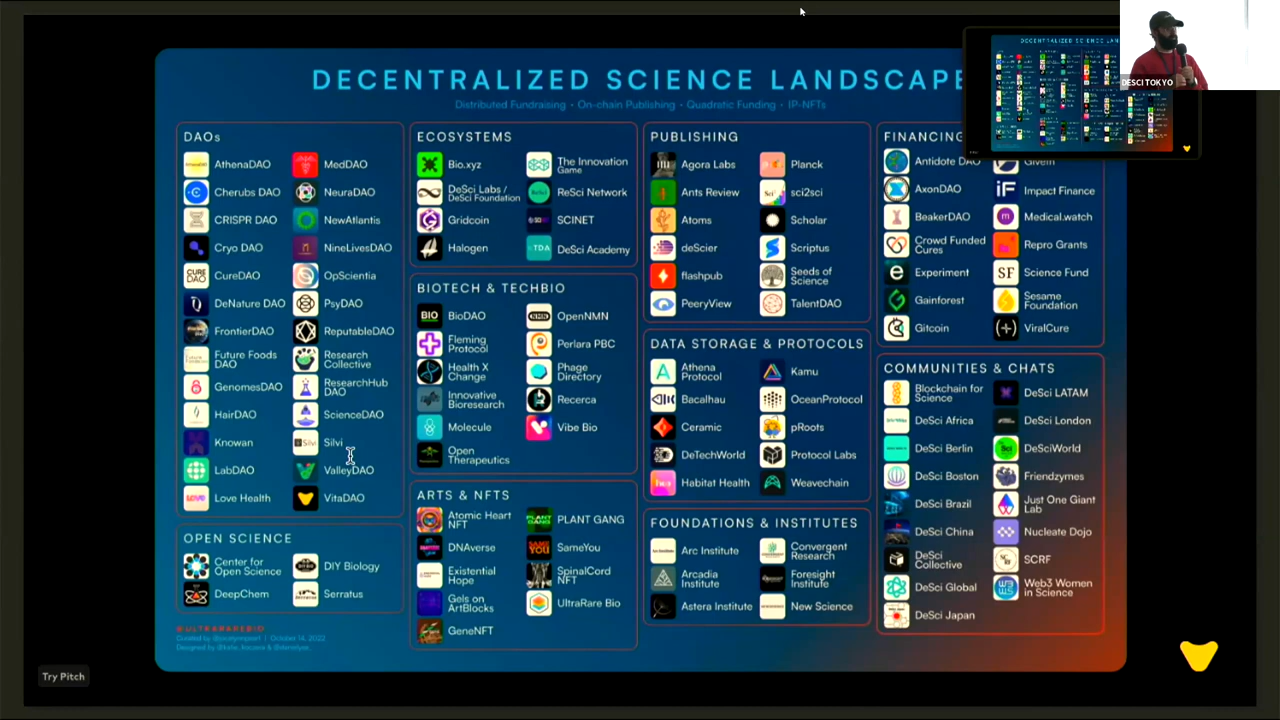 DECENTRALIZED SCIENCE LANDSCAPE
Distributed Fundraising • On-chain Publishing • Quadratic Funding • IP-NFTs
DESCI TOKYO
DAOs
AthenaDAO
MedDAO
Cherubs DAO
NeuraDAO
CRISPR DAO
NewAtlantis
Cryo DAO
NineLivesDAO
CureDAO
OpScientia
DeNature DAO
PsyDAO
FrontierDAO
ReputableDAO
Future Foods
DAO
Research
Collective
GenomesDAO
ResearchHub
DAO
HairDAO
ScienceDAO
Knowan
Silvi
LabDAO
ValleyDAO
Love Health
VitaDAO
OPEN SCIENCE
Center for
Open Science
DIY Biology
DeepChem
Serratus
@ULTRARAREBIO
Curated by @jocelynnpearl | October 14, 2022
ECOSYSTEMS
Bio.xyz
The Innovation
Game
DeSci Labs /
DeSci Foundation
ReSci Network
Gridcoin
SCINET
Halogen
DeSci Academy
BIOTECH & TECHBIO
BioDAO
OpenNMN
Fleming
Protocol
Perlara PBC
Health X
Change
Phage
Directory
Innovative
Bioresearch
Recerca
Molecule
Vibe Bio
Open
Therapeutics
ARTS & NFTS
Atomic Heart
NFT
PLANT GANG
DNAverse
SameYou
Existential
Hope
SpinalCord
NFT
Gels on
ArtBlocks
UltraRare Bio
GeneNFT
PUBLISHING
Agora Labs
Planck
Ants Review
sci2sci
Atoms
Scholar
deScier
Scriptus
flashpub
Seeds of
Science
PeeryView
TalentDAO
DATA STORAGE & PROTOCOLS
Athena
Protocol
Kamu
Bacalhau
OceanProtocol
Ceramic
pRoots
DeTechWorld
Protocol Labs
Habitat Health
Weavechain
FOUNDATIONS & INSTITUTES
Arc Institute
Convergent
Research
Arcadia
Institute
Foresight
Institute
Astera Institute
New Science
FINANCING
Antidote DAO
Giveth
AxonDAO
Impact Finance
BeakerDAO
Medical.watch
Crowd Funded
Cures
Repro Grants
Experiment
Science Fund
Gainforest
Sesame
Foundation
Gitcoin
ViralCure
COMMUNITIES & CHATS
Blockchain for
Science
DeSci LATAM
DeSci Africa
DeSci London
DeSci Berlin
DeSciWorld
DeSci Boston
Friendzymes
DeSci Brazil
Just One Giant
Lab
DeSci China
Nucleate Dojo
DeSci
Collective
SCRF
DeSci Global
Web3 Women
in Science
DeSci Japan
Try Pitch